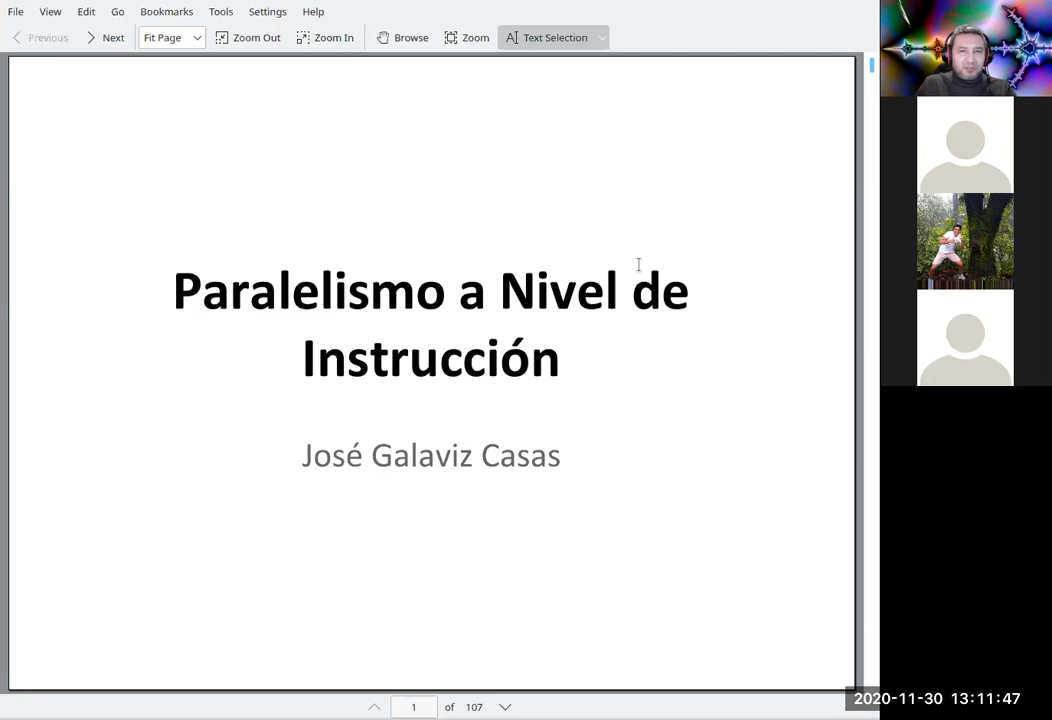 File View Edit Go Bookmarks Tools Settings Help
Previous Next Fit Page Zoom Out Zoom In Browse Zoom Text Selection
Paralelismo a Nivel de
Instrucción
José Galaviz Casas
1 of 107
2020-11-30 13:11:47